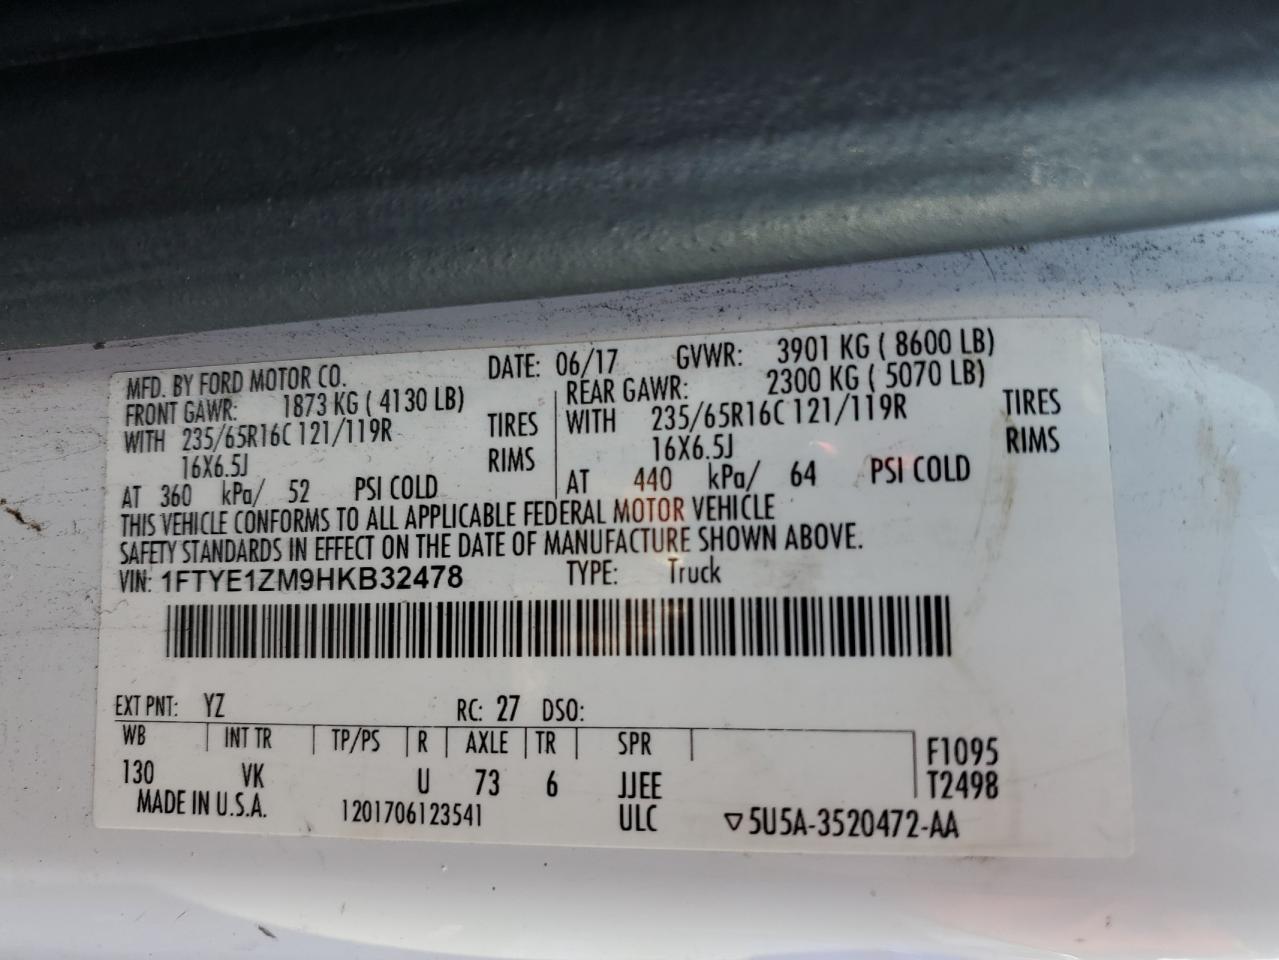 MFD. BY FORD MOTOR CO. DATE: 06/17 GVWR: 3901 KG ( 8600 LB)
FRONT GAWR: 1873 KG ( 4130 LB) REAR GAWR: 2300 KG ( 5070 LB)
WITH 235/65R16C 121/119R TIRES WITH 235/65R16C 121/119R TIRES
16X6.5J RIMS 16X6.5J RIMS
AT 360 kPa/ 52 PSI COLD AT 440 kPa/ 64 PSI COLD
THIS VEHICLE CONFORMS TO ALL APPLICABLE FEDERAL MOTOR VEHICLE
SAFETY STANDARDS IN EFFECT ON THE DATE OF MANUFACTURE SHOWN ABOVE.
VIN: 1FTYE1ZM9HKB32478 TYPE: Truck
EXT PNT: YZ RC: 27 DSO:
WB INT TR TP/PS R AXLE TR SPR F1095
130 VK U 73 6 JJEE T2498
MADE IN U.S.A. 1201706123541 ULC ▽5U5A-3520472-AA